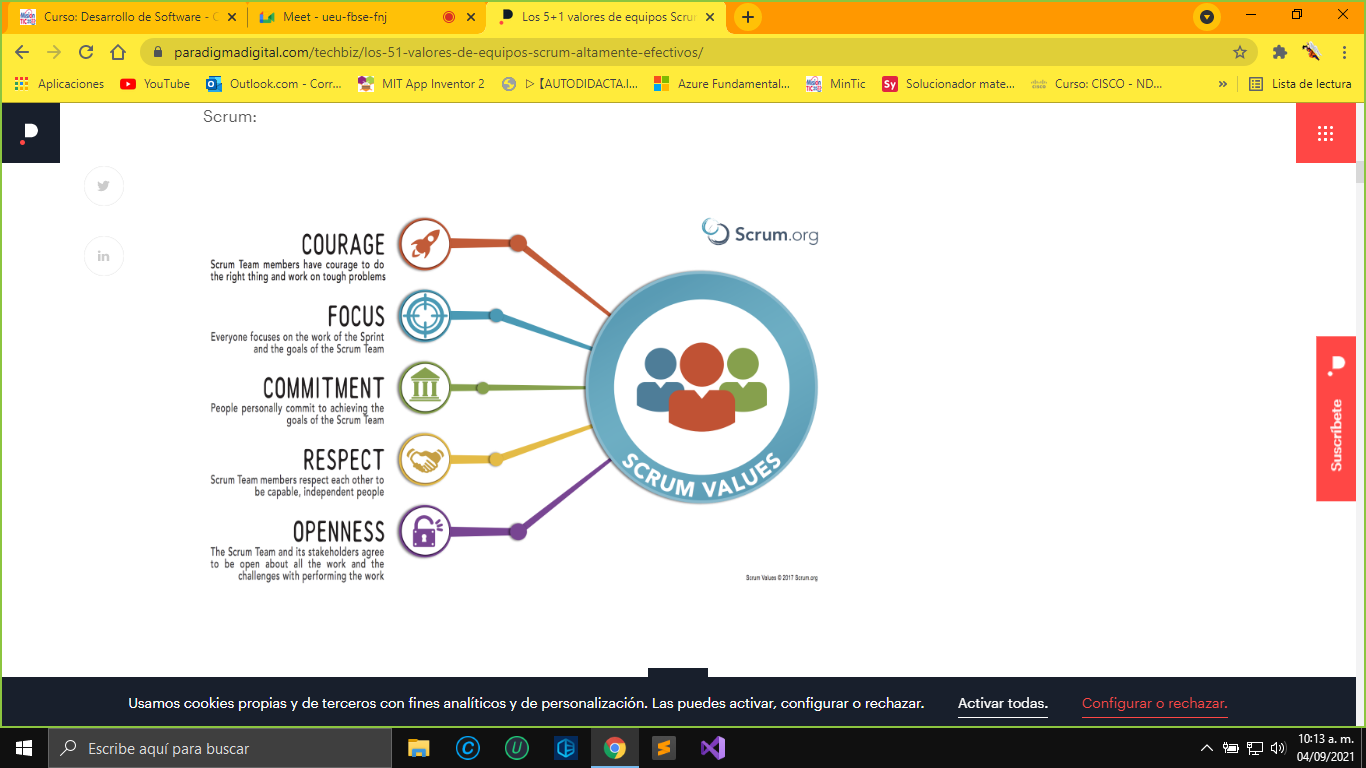 Curso: Desarrollo de Software - C
Meet - ueu-fbse-fnj
Los 5+1 valores de equipos Scrum
paradigmadigital.com/techbiz/los-51-valores-de-equipos-scrum-altamente-efectivos/
Aplicaciones
YouTube
Outlook.com - Corr...
MIT App Inventor 2
▷【AUTODIDACTA.I...
Azure Fundamental...
MinTic
Sy
Solucionador mate...
Curso: CISCO - ND...
»
Lista de lectura
Scrum:
in
Scrum.org
COURAGE
Scrum Team members have courage to do
the right thing and work on tough problems
FOCUS
Everyone focuses on the work of the Sprint
and the goals of the Scrum Team
COMMITMENT
People personally commit to achieving the
goals of the Scrum Team
RESPECT
Scrum Team members respect each other to
be capable, independent people
OPENNESS
The Scrum Team and its stakeholders agree
to be open about all the work and the
challenges with performing the work
SCRUM VALUES
Scrum Values © 2017 Scrum.org
Suscríbete
Usamos cookies propias y de terceros con fines analíticos y de personalización. Las puedes activar, configurar o rechazar.
Activar todas.
Configurar o rechazar.
Escribe aquí para buscar
10:13 a. m.
04/09/2021